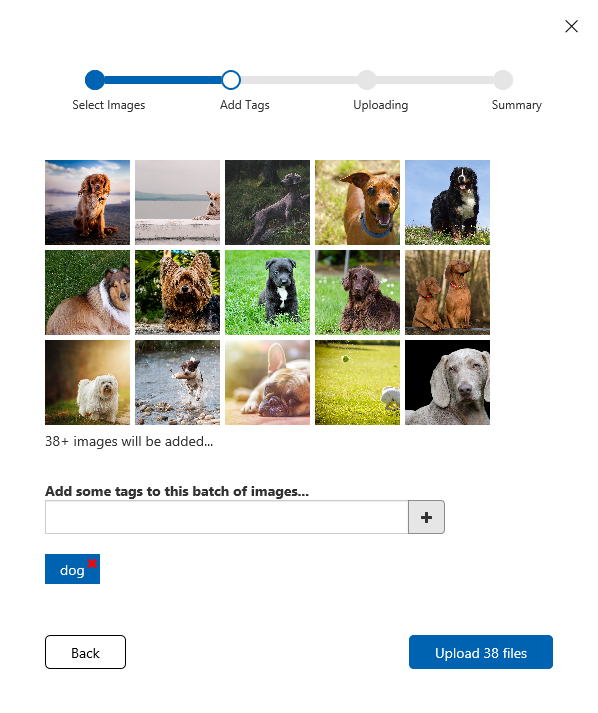 Select Images
Add Tags
Uploading
Summary
38+ images will be added...
Add some tags to this batch of images...
dog
Back
Upload 38 files